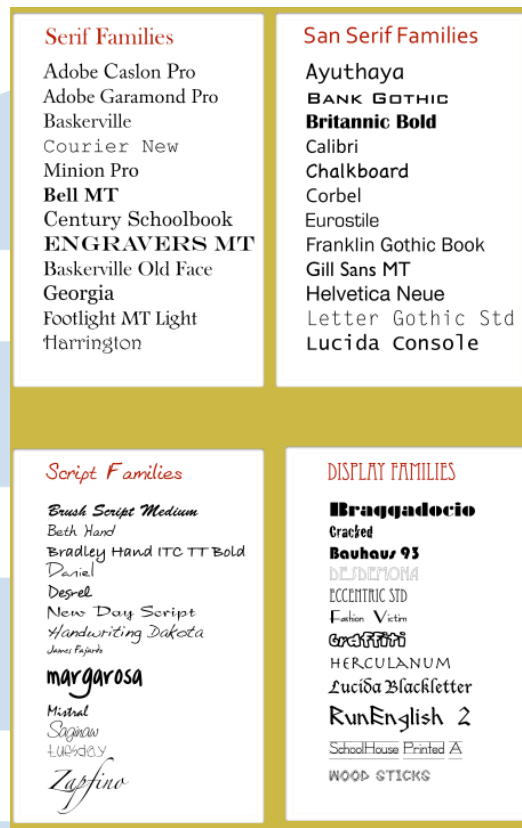 Serif Families
Adobe Caslon Pro
Adobe Garamond Pro
Baskerville
Courier New
Minion Pro
Bell MT
Century Schoolbook
ENGRAVERS MT
Baskerville Old Face
Georgia
Footlight MT Light
Harrington
San Serif Families
Ayuthaya
BANK GOTHIC
Britannic Bold
Calibri
Chalkboard
Corbel
Eurostile
Franklin Gothic Book
Gill Sans MT
Helvetica Neue
Letter Gothic Std
Lucida Console
Script Families
Brush Script Medium
Beth Hand
Bradley Hand ITC TT Bold
Daniel
Desyrel
New Day Script
Handwriting Dakota
James Fajardo
margarosa
Mistral
Saginaw
Tuesday
Zapfino
DISPLAY FAMILIES
Braggadocio
Cracked
Bauhaus 93
DESDEMONA
ECCENTRIC STD
Fashion Victim
Graffiti
HERCULANUM
Lucida Blackletter
RunEnglish 2
SchoolHouse Printed A
WOOD STICKS